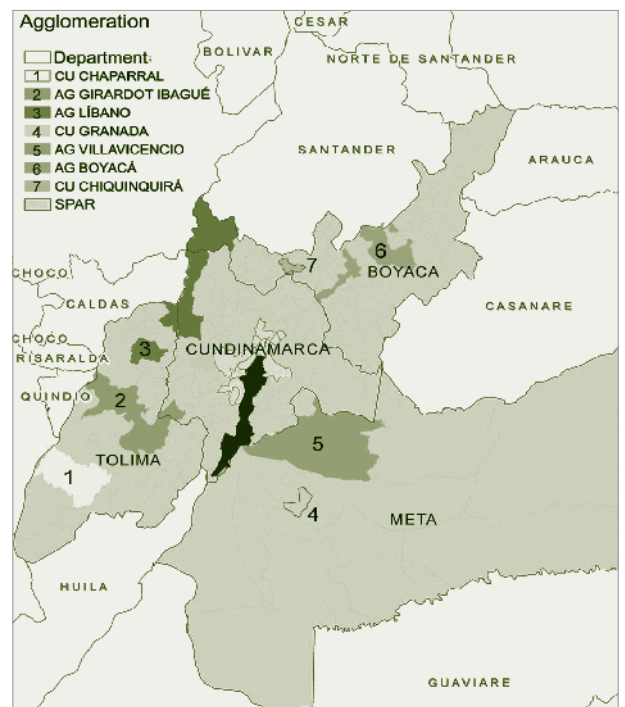 Agglomeration
Department
1 CU CHAPARRAL
2 AG GIRARDOT IBAGUÉ
3 AG LÍBANO
4 CU GRANADA
5 AG VILLAVICENCIO
6 AG BOYACÁ
7 CU CHIQUINQUIRÁ
SPAR
CESAR
BOLIVAR
NORTE DE SANTANDER
SANTANDER
ARAUCA
6
7
BOYACA
CHOCO
CALDAS
CASANARE
CHOCO
3
CUNDINAMARCA
RISARALDA
QUINDIO
2
5
TOLIMA
1
4
META
HUILA
GUAVIARE